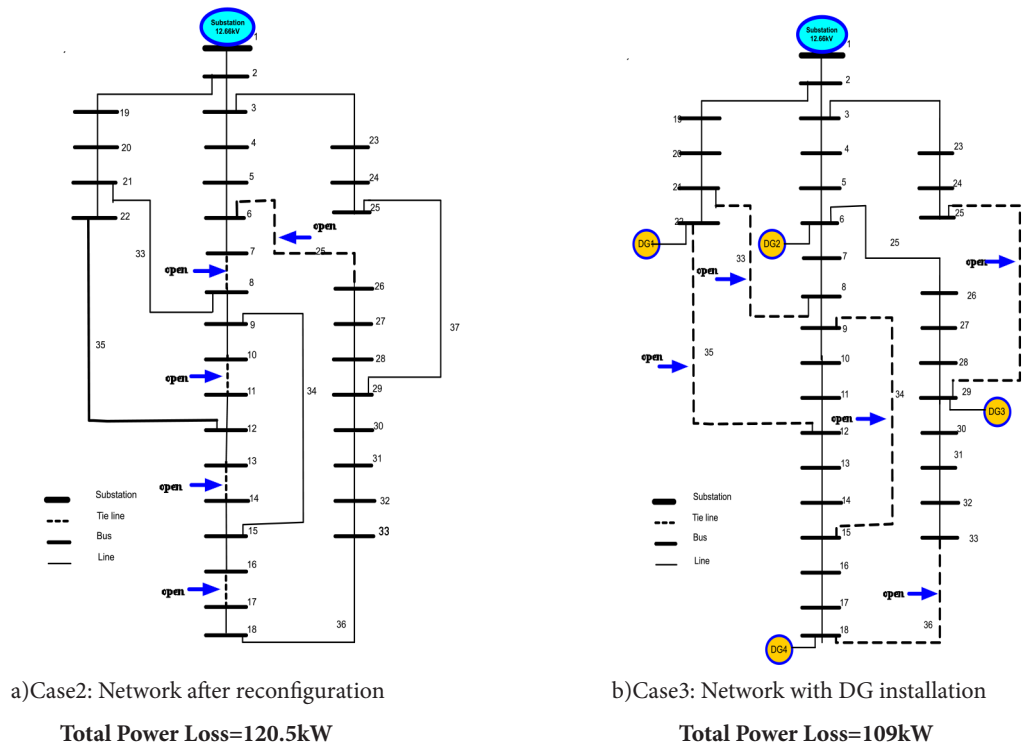 Substation
12.66kV
1
2
3
4
5
6
7
8
9
10
11
12
13
14
15
16
17
18
19
20
21
22
23
24
25
26
27
28
29
30
31
32
33
33
34
35
36
37
25
open
open
open
open
open
Substation
Tie line
Bus
Line
a)Case2: Network after reconfiguration
Total Power Loss=120.5kW
Substation
12.66kV
1
2
3
4
5
6
7
8
9
10
11
12
13
14
15
16
17
18
19
20
21
22
23
24
25
26
27
28
29
30
31
32
33
25
33
34
35
36
DG1
DG2
DG3
DG4
open
open
open
open
open
Substation
Tie line
Bus
Line
b)Case3: Network with DG installation
Total Power Loss=109kW